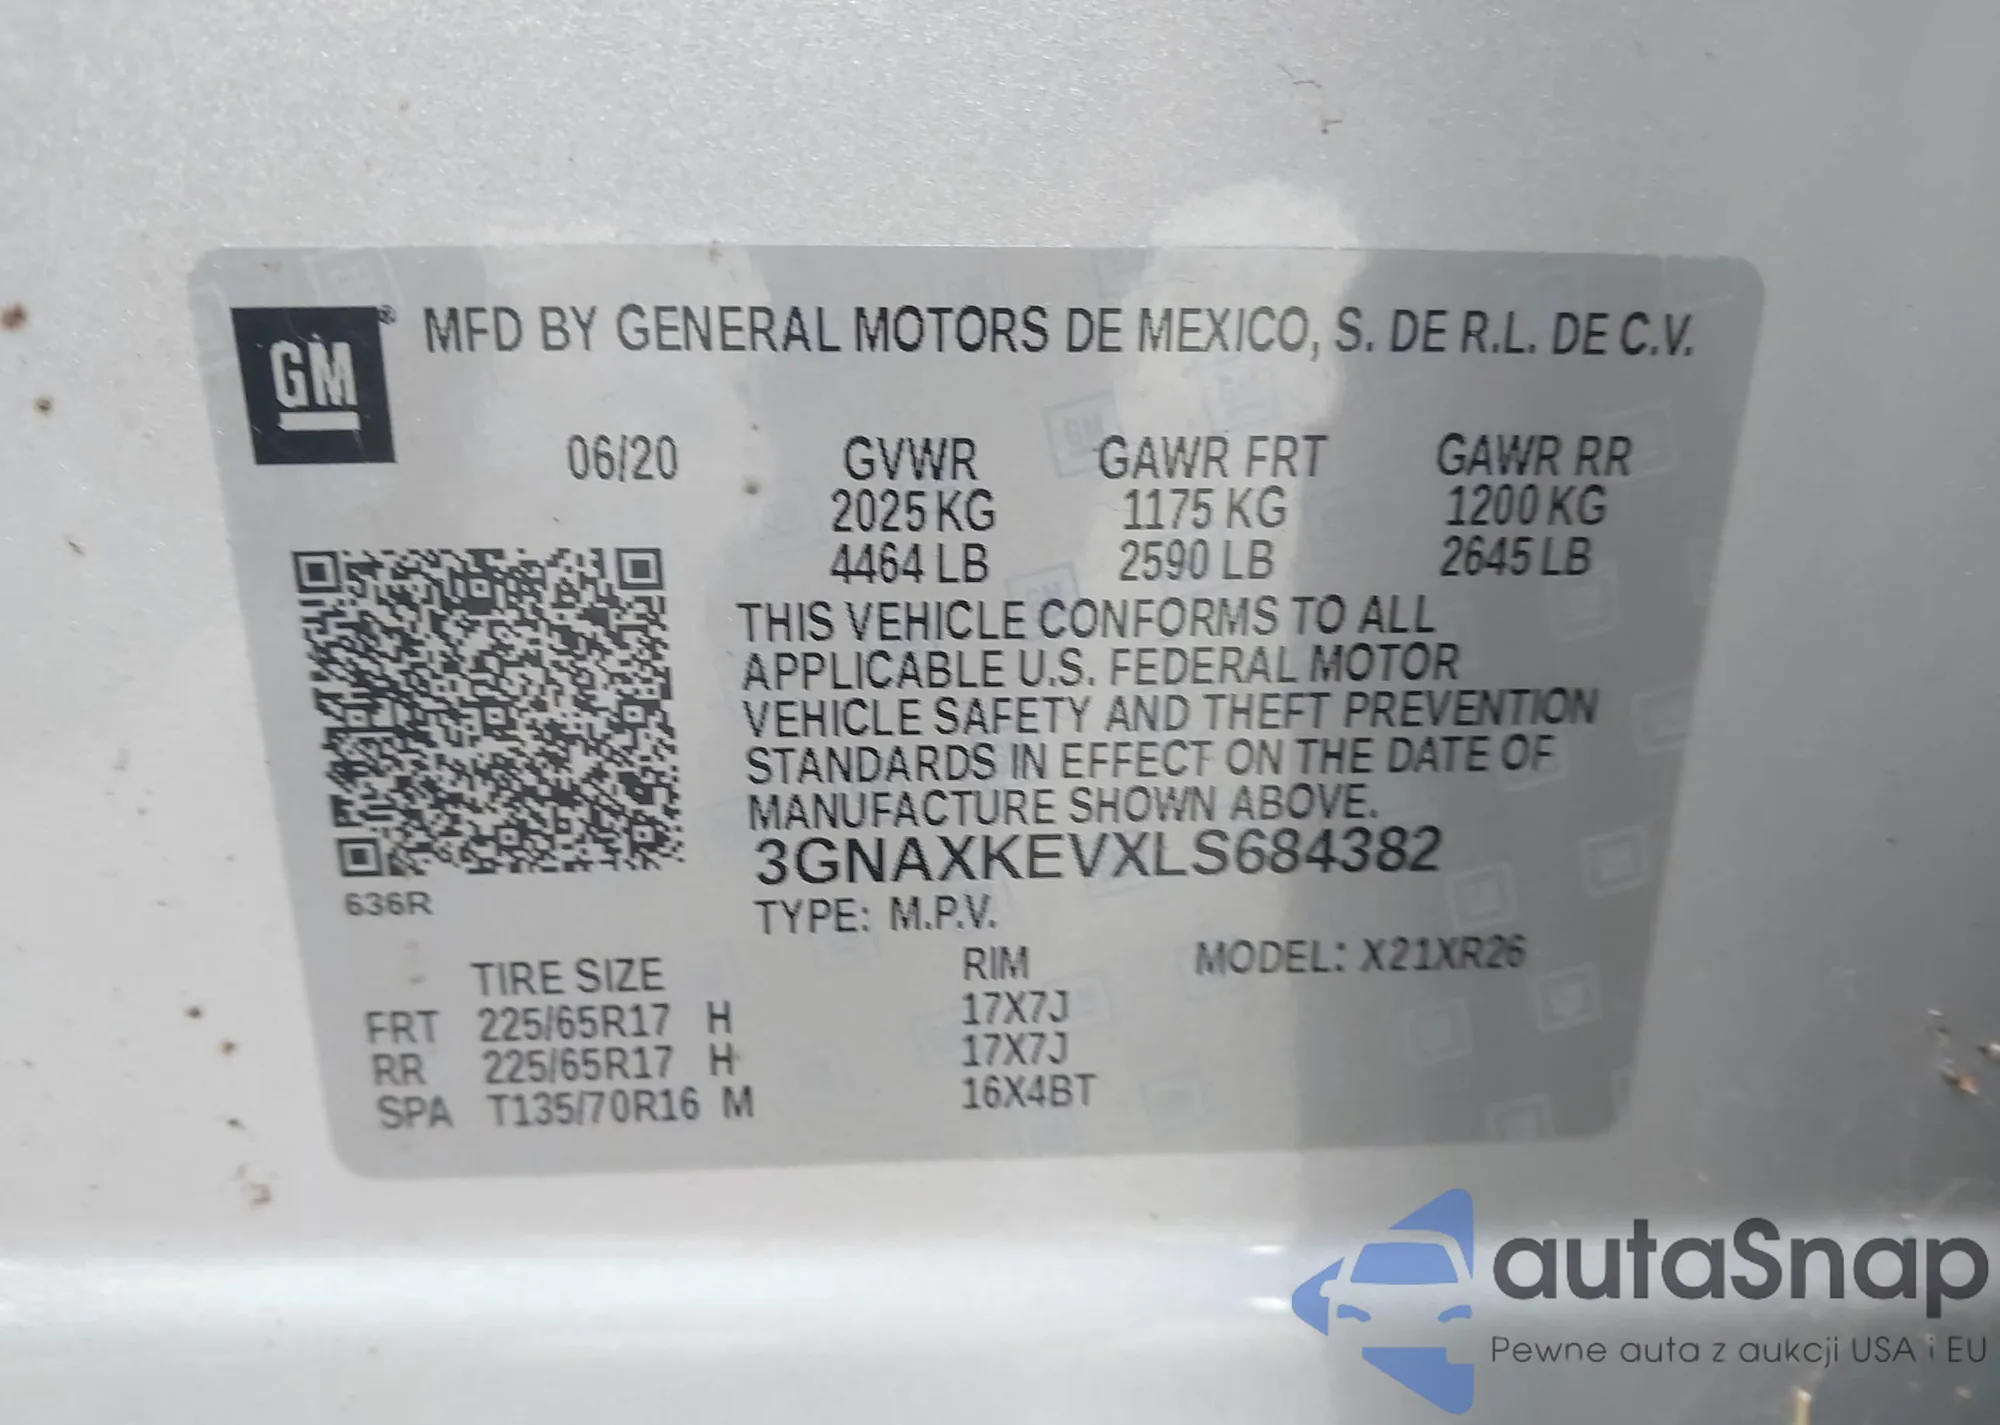 GM ® MFD BY GENERAL MOTORS DE MEXICO, S. DE R.L. DE C.V.
06/20 GVWR GAWR FRT GAWR RR
2025 KG 1175 KG 1200 KG
4464 LB 2590 LB 2645 LB
THIS VEHICLE CONFORMS TO ALL
APPLICABLE U.S. FEDERAL MOTOR
VEHICLE SAFETY AND THEFT PREVENTION
STANDARDS IN EFFECT ON THE DATE OF
MANUFACTURE SHOWN ABOVE.
3GNAXKEVXLS684382
636R
TYPE: M.P.V.
TIRE SIZE RIM MODEL: X21XR26
FRT 225/65R17 H 17X7J
RR 225/65R17 H 17X7J
SPA T135/70R16 M 16X4BT
autaSnap
Pewne auta z aukcji USA i EU